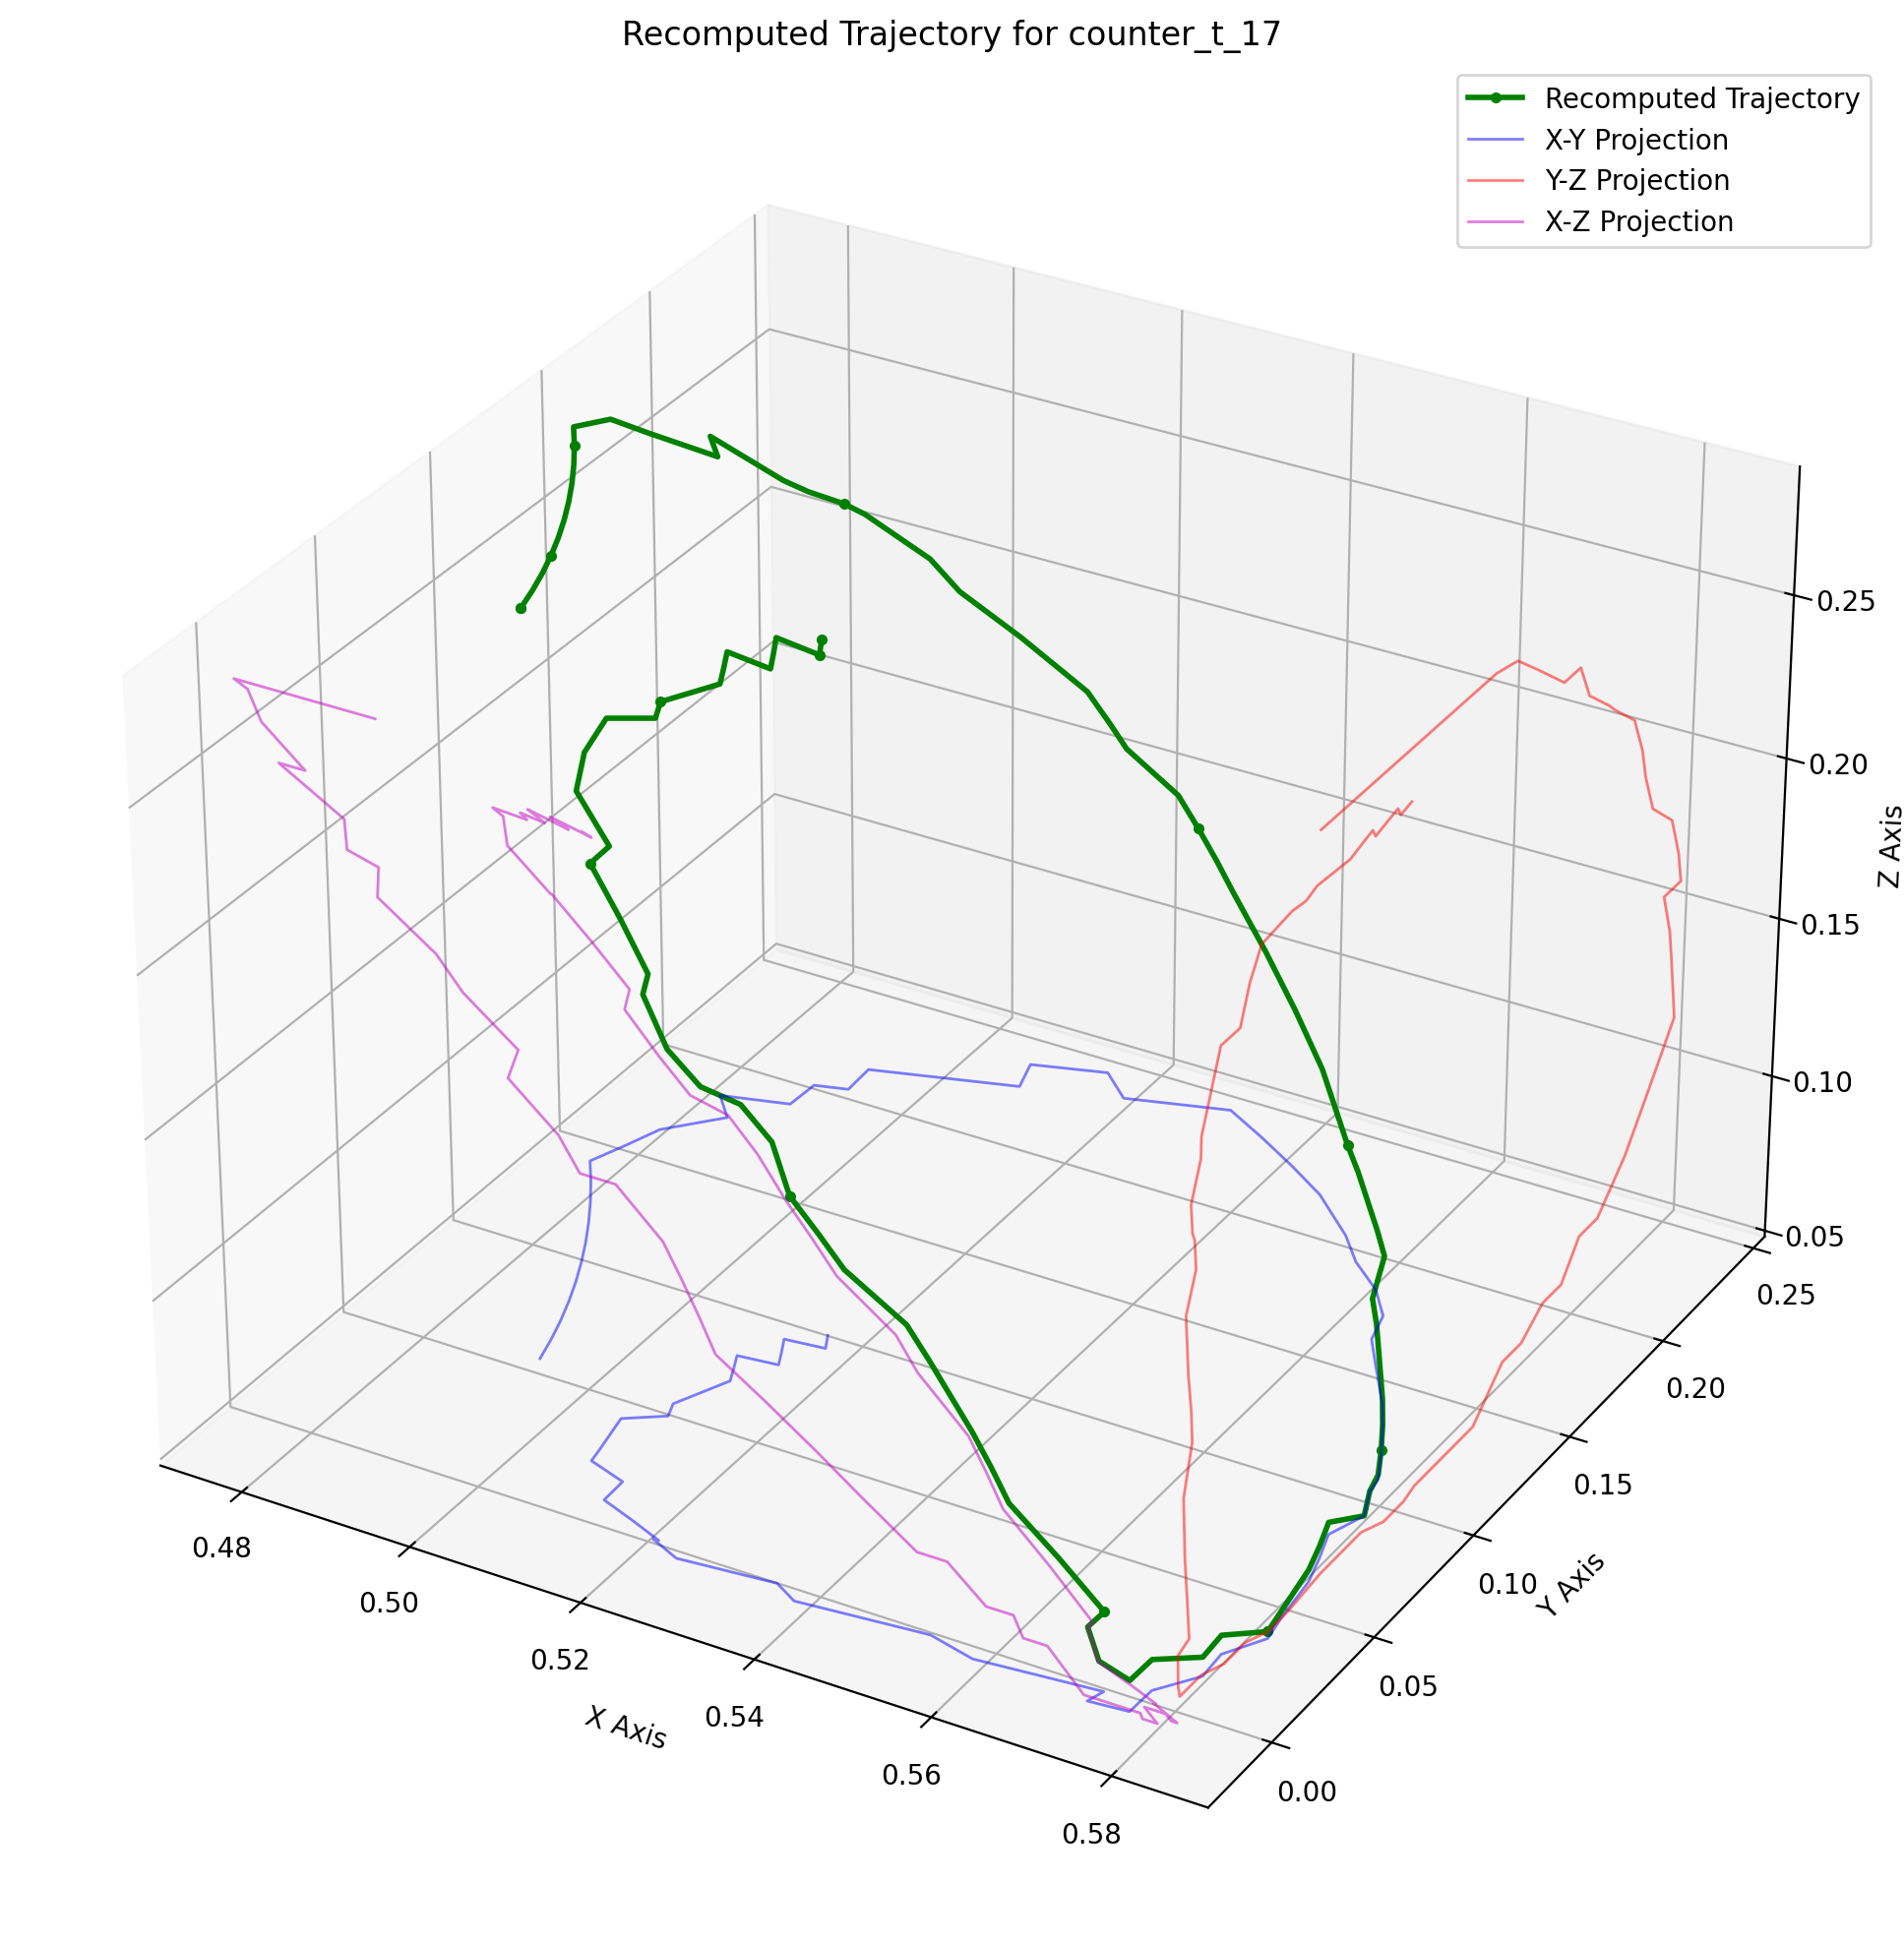 Recomputed Trajectory for counter_t_17
Recomputed Trajectory
X-Y Projection
Y-Z Projection
X-Z Projection
0.25
0.20
0.15
0.10
0.05
Z Axis
0.25
0.20
0.15
0.10
0.05
0.00
Y Axis
0.48
0.50
0.52
0.54
0.56
0.58
X Axis